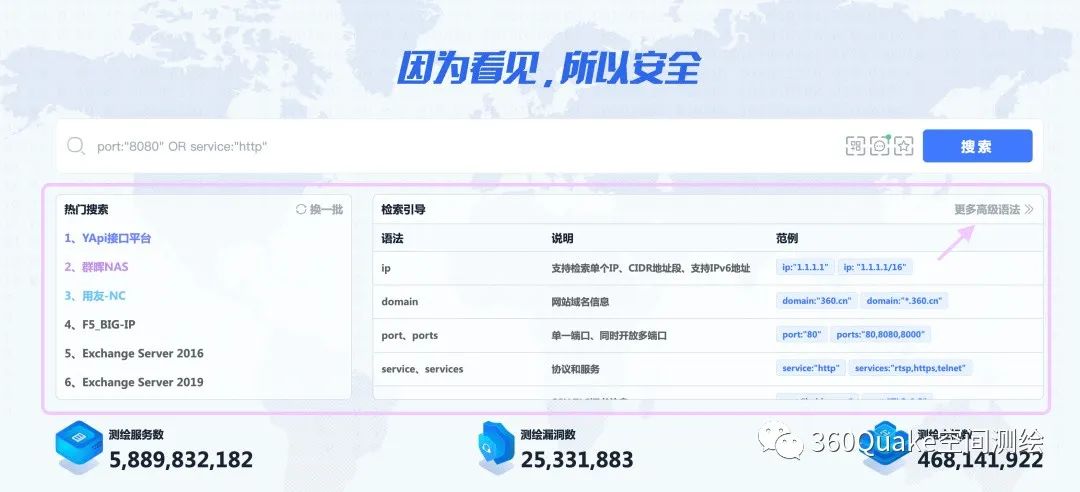 因为看见,所以安全
port:"8080" OR service:"http"
搜索
热门搜索 换一批
1、YApi接口平台
2、群晖NAS
3、用友-NC
4、F5_BIG-IP
5、Exchange Server 2016
6、Exchange Server 2019
检索引导 更多高级语法
语法 说明 范例
ip 支持检索单个IP、CIDR地址段、支持IPv6地址 ip:"1.1.1.1" ip: "1.1.1.1/16"
domain 网站域名信息 domain:"360.cn" domain:"*.360.cn"
port、ports 单一端口、同时开放多端口 port:"80" ports:"80,8080,8000"
service、services 协议和服务 service:"http" services:"rtsp,https,telnet"
测绘服务数
5,889,832,182
测绘漏洞数
25,331,883
468,141,922
360Quake空间测绘